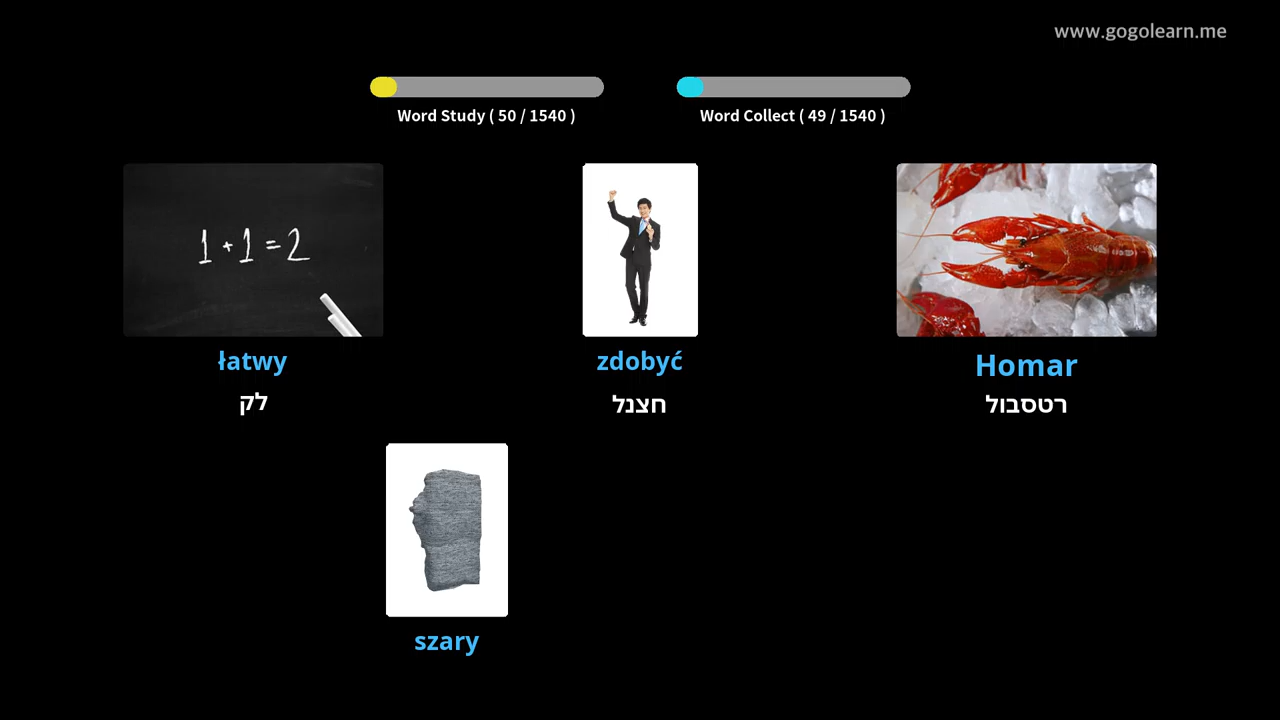 www.gogolearn.me
Word Study ( 50 / 1540 )
Word Collect ( 49 / 1540 )
1 + 1 = 2
łatwy
zdobyć
Homar
לק
חצנל
רטסבול
szary